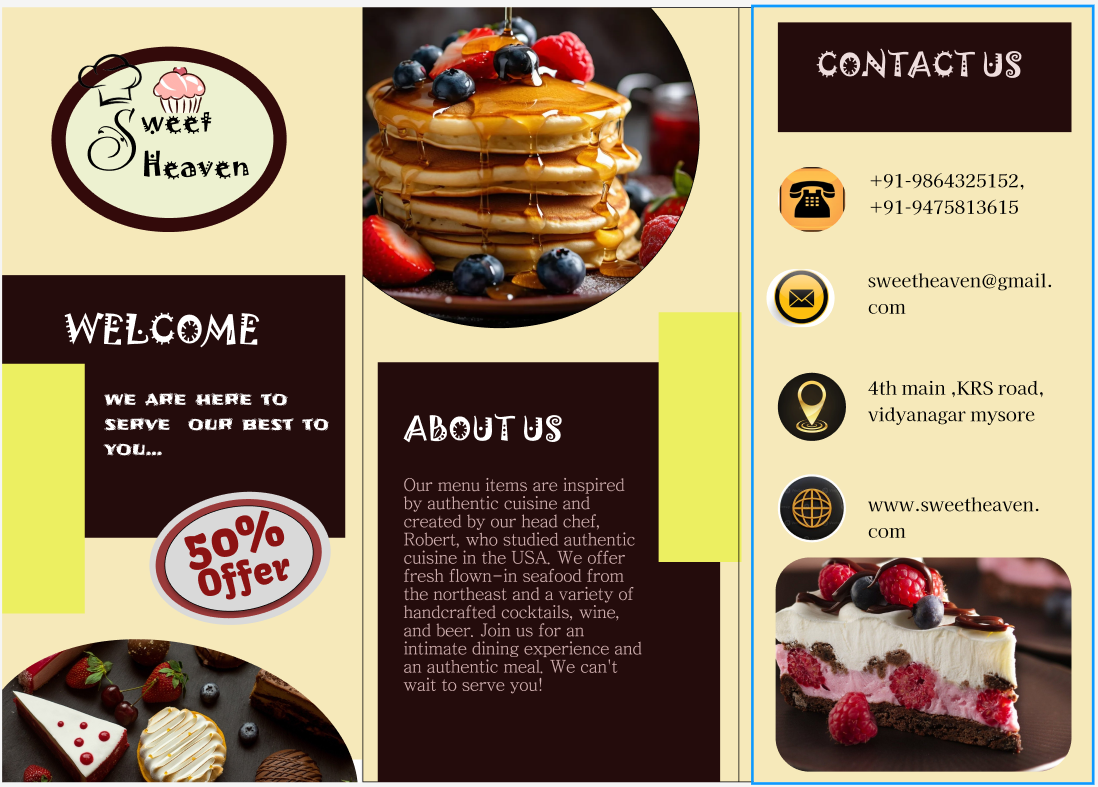 Sweet
Heaven
WELCOME
WE ARE HERE TO
SERVE OUR BEST TO
YOU...
50%
Offer
ABOUT US
Our menu items are inspired
by authentic cuisine and
created by our head chef,
Robert, who studied authentic
cuisine in the USA. We offer
fresh flown-in seafood from
the northeast and a variety of
handcrafted cocktails, wine,
and beer. Join us for an
intimate dining experience and
an authentic meal. We can't
wait to serve you!
CONTACT US
+91-9864325152,
+91-9475813615
sweetheaven@gmail.
com
4th main ,KRS road,
vidyanagar mysore
www.sweetheaven.
com